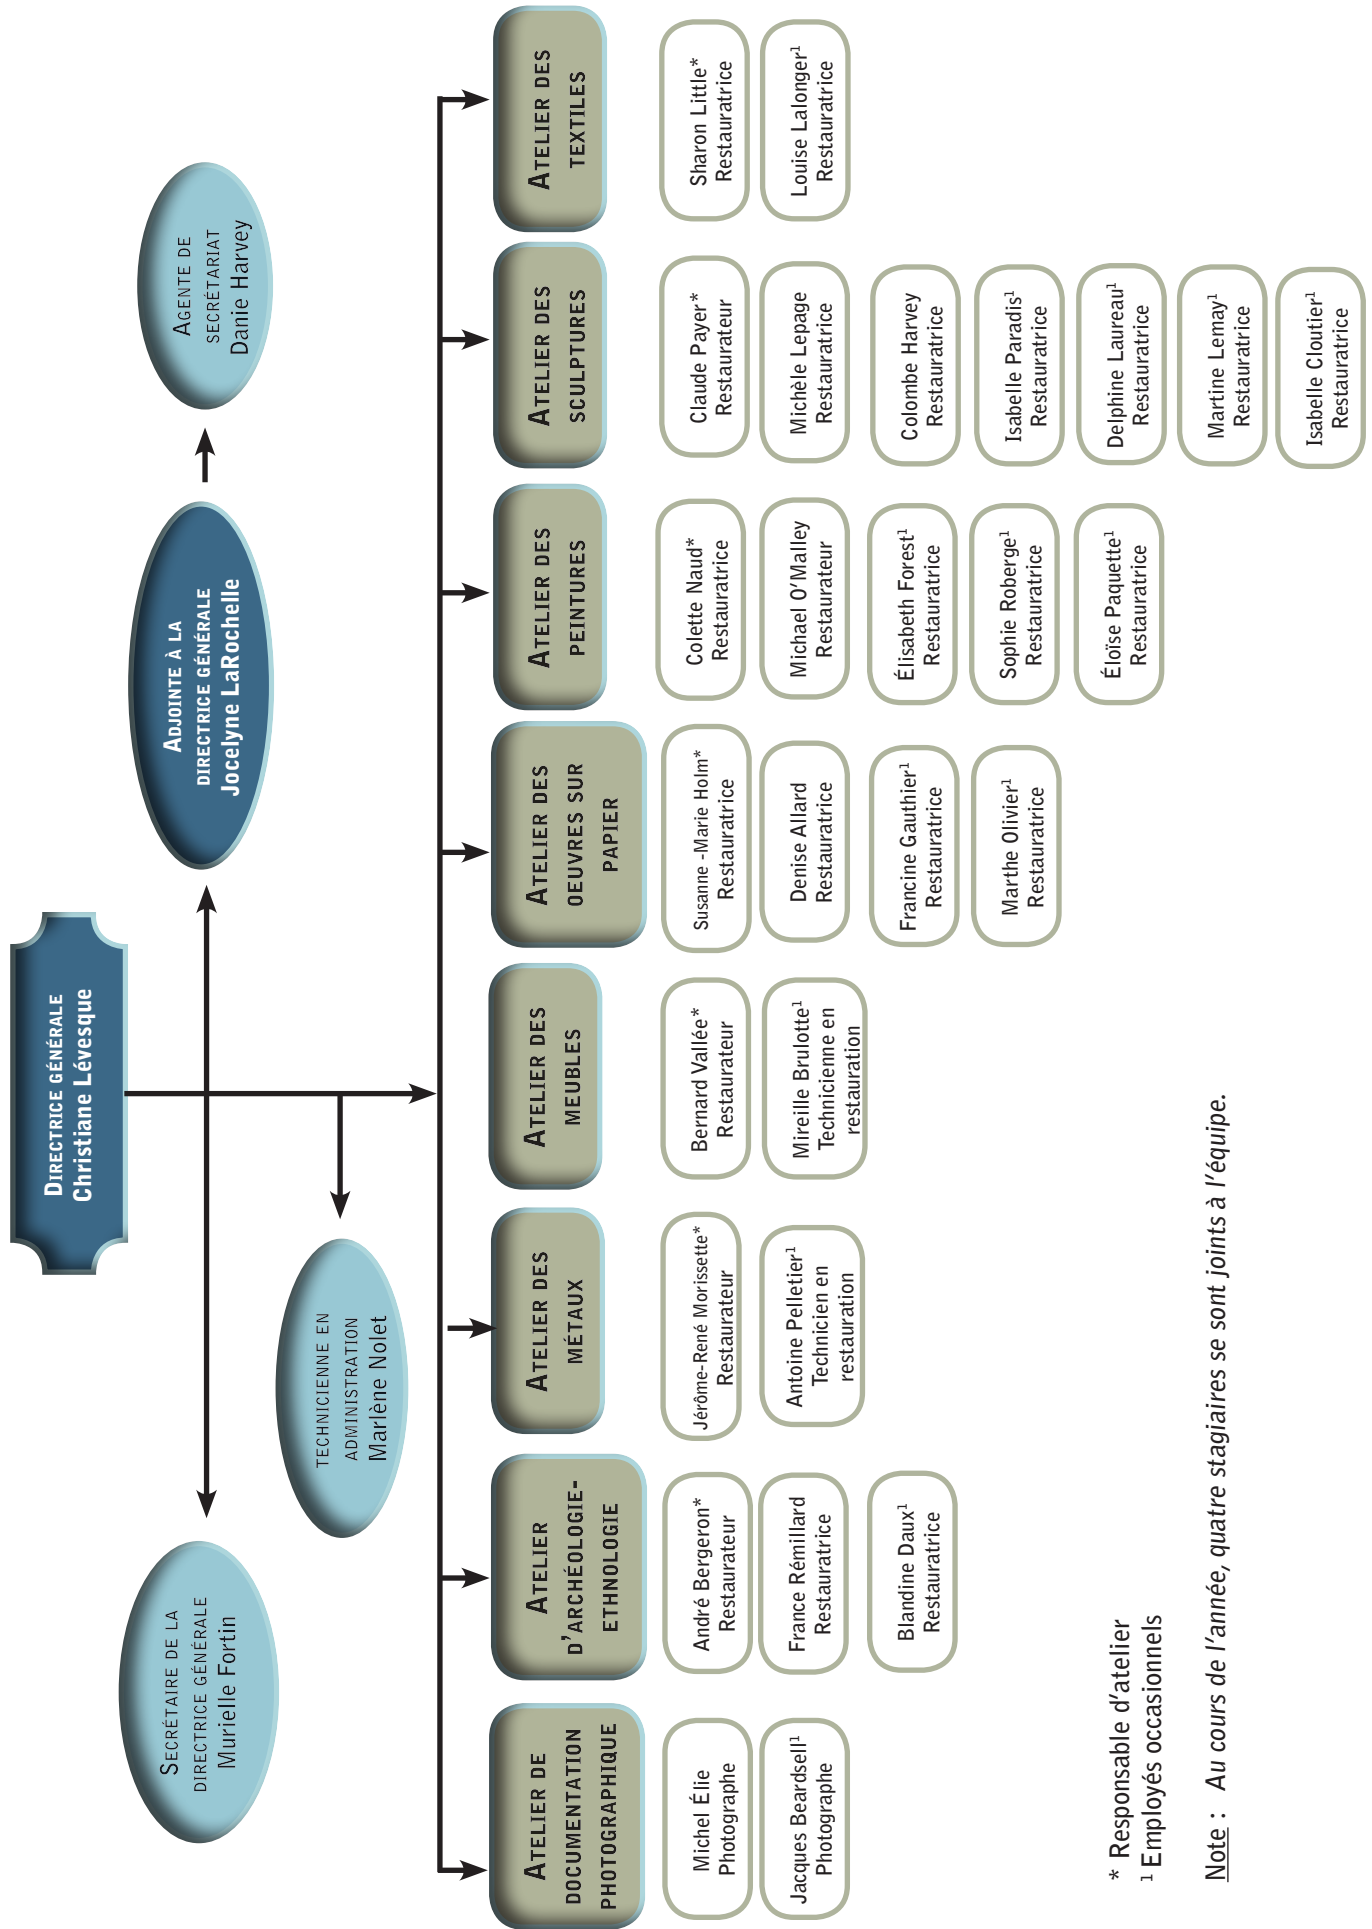 DIRECTRICE GÉNÉRALE
Christiane Lévesque
SECRÉTAIRE DE LA
DIRECTRICE GÉNÉRALE
Murielle Fortin
ADJOINTE À LA
DIRECTRICE GÉNÉRALE
Jocelyne LaRochelle
AGENTE DE
SECRÉTARIAT
Danie Harvey
TECHNICIENNE EN
ADMINISTRATION
Marlène Nolet
ATELIER DE
DOCUMENTATION
PHOTOGRAPHIQUE
Michel Élie
Photographe
Jacques Beardsell¹
Photographe
ATELIER
D'ARCHÉOLOGIE-
ETHNOLOGIE
André Bergeron*
Restaurateur
France Rémillard
Restauratrice
Blandine Daux¹
Restauratrice
ATELIER DES
MÉTAUX
Jérôme-René Morissette*
Restaurateur
Antoine Pelletier¹
Technicien en
restauration
ATELIER DES
MEUBLES
Bernard Vallée*
Restaurateur
Mireille Brulotte¹
Technicienne en
restauration
ATELIER DES
OEUVRES SUR
PAPIER
Susanne -Marie Holm*
Restauratrice
Denise Allard
Restauratrice
Francine Gauthier¹
Restauratrice
Marthe Olivier¹
Restauratrice
ATELIER DES
PEINTURES
Colette Naud*
Restauratrice
Michael O'Malley
Restaurateur
Élisabeth Forest¹
Restauratrice
Sophie Roberge¹
Restauratrice
Éloïse Paquette¹
Restauratrice
ATELIER DES
SCULPTURES
Claude Payer*
Restaurateur
Michèle Lepage
Restauratrice
Colombe Harvey
Restauratrice
Isabelle Paradis¹
Restauratrice
Delphine Laureau¹
Restauratrice
Martine Lemay¹
Restauratrice
Isabelle Cloutier¹
Restauratrice
ATELIER DES
TEXTILES
Sharon Little*
Restauratrice
Louise Lalonger¹
Restauratrice
* Responsable d'atelier
¹ Employés occasionnels
Note : Au cours de l'année, quatre stagiaires se sont joints à l'équipe.